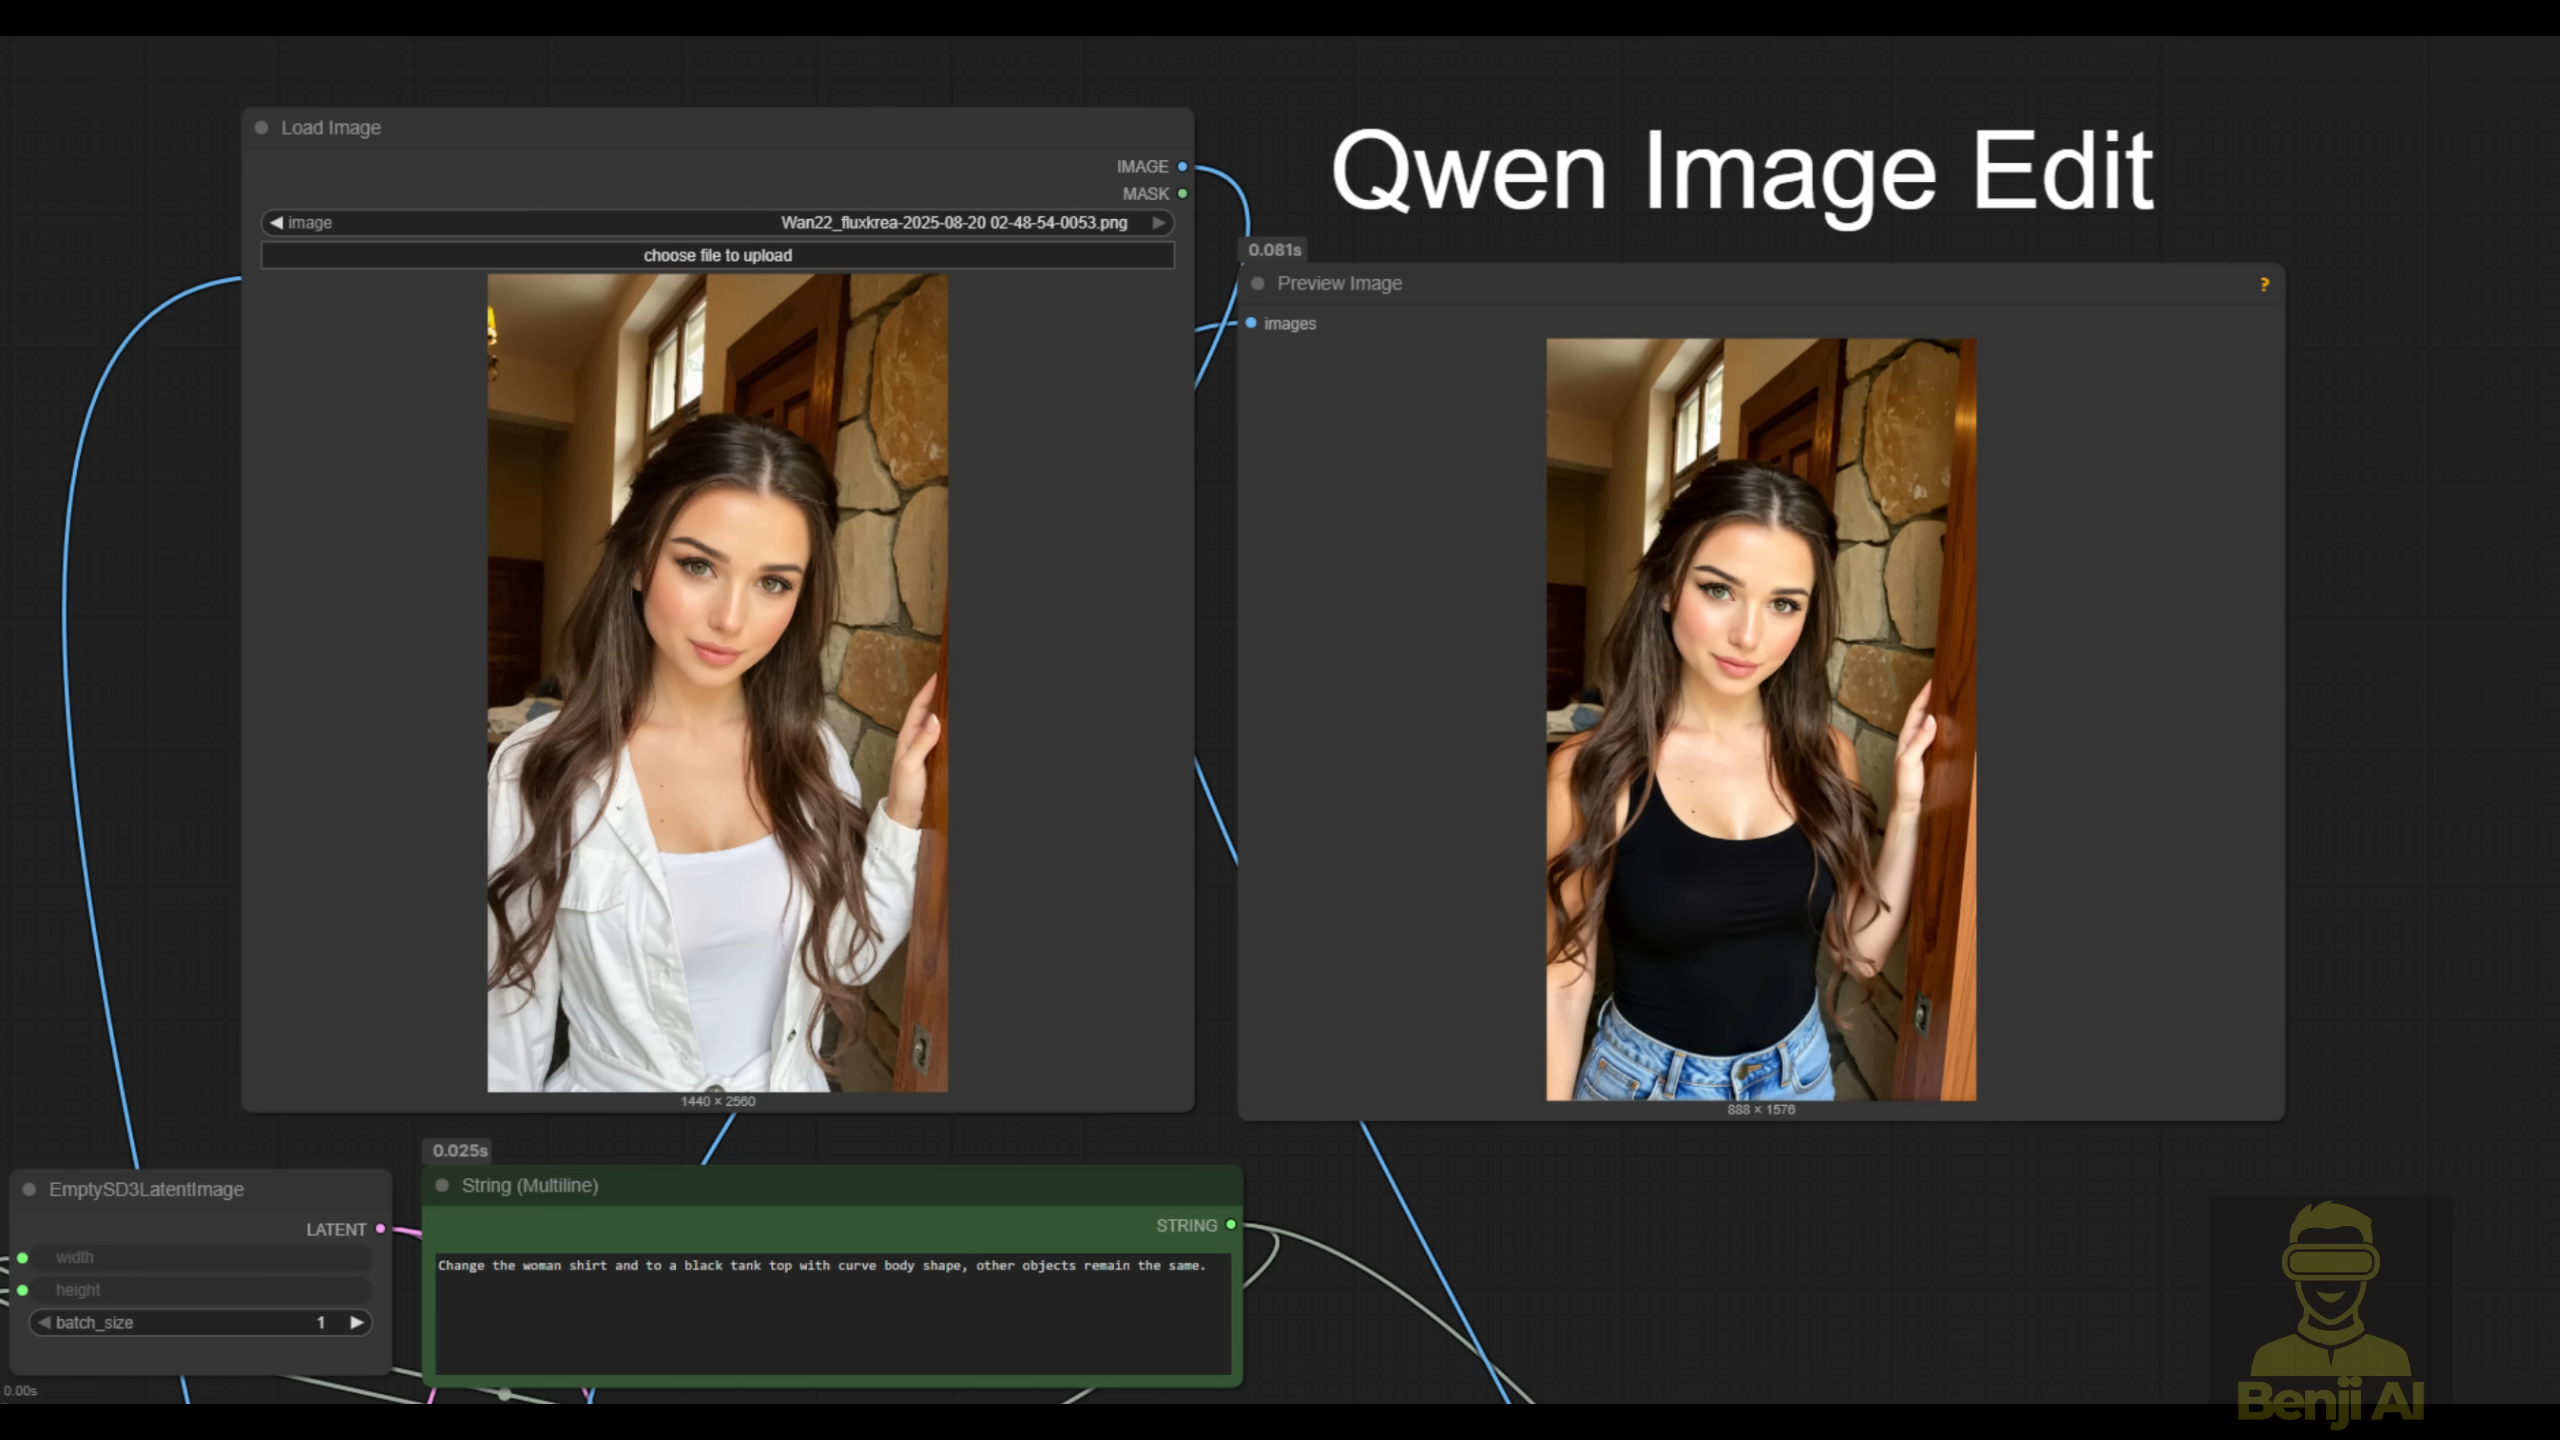 Load Image
IMAGE
MASK
image Wan22_fluxkrea-2025-08-20 02-48-54-0053.png
choose file to upload
1440 × 2560
Qwen Image Edit
0.081s
Preview Image ?
images
888 × 1576
EmptySD3LatentImage
LATENT
width
height
batch_size 1
0.00s
0.025s
String (Multiline)
STRING
Change the woman shirt and to a black tank top with curve body shape, other objects remain the same.
Benji AI